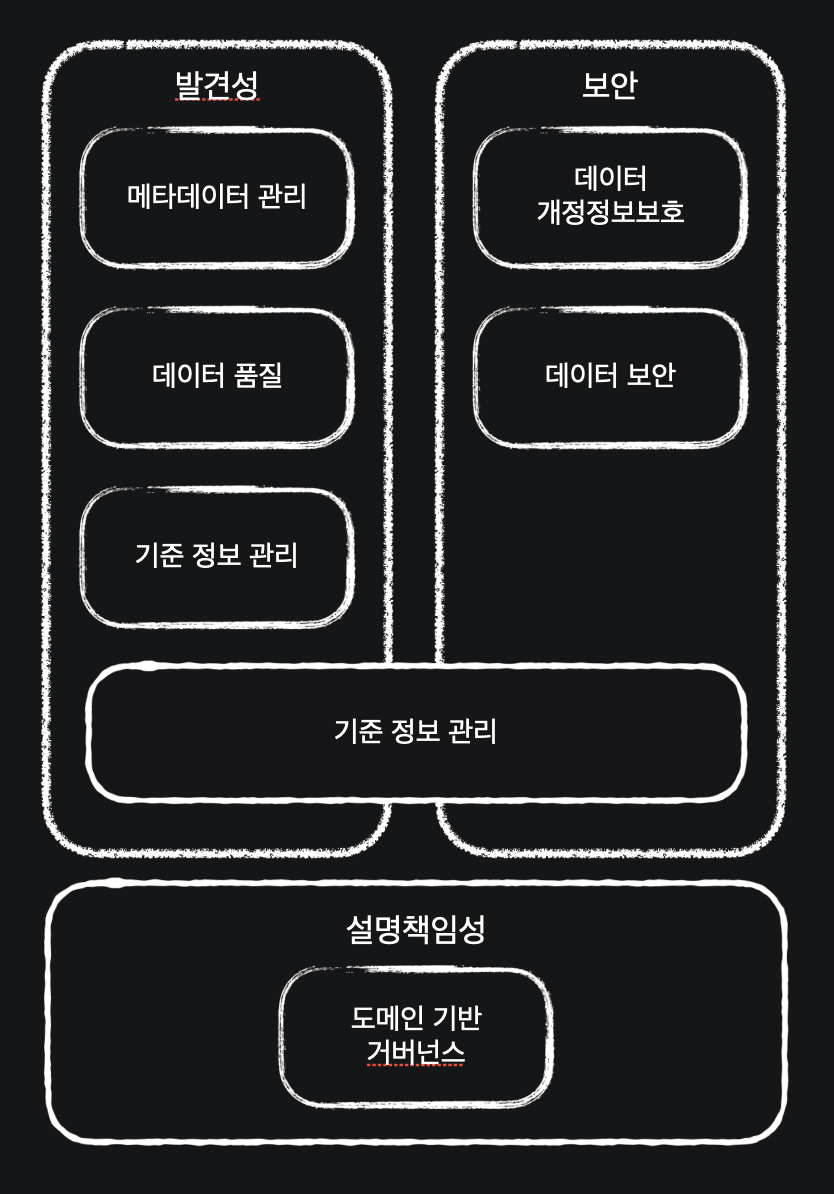 발견성
메타데이터 관리
데이터 품질
기준 정보 관리
보안
데이터
개정정보보호
데이터 보안
기준 정보 관리
설명책임성
도메인 기반
거버넌스